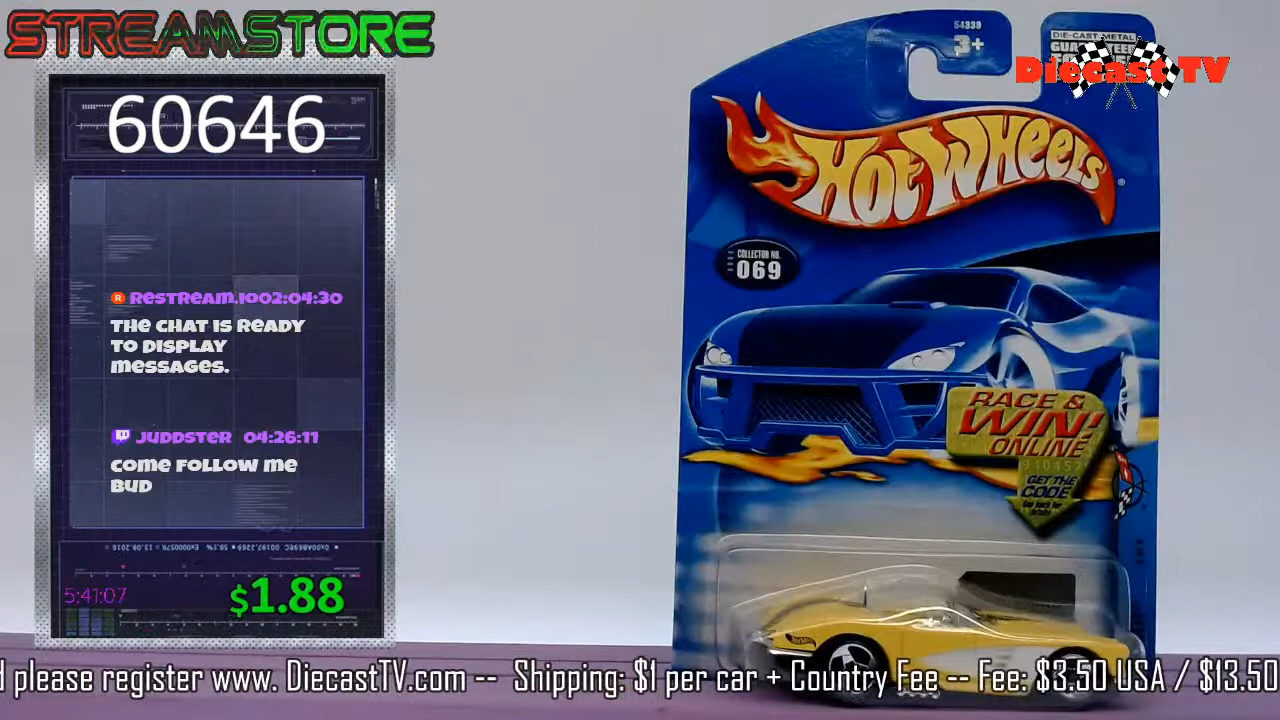 STREAMSTORE
60646
Restream.io 02:04:30
The chat is ready
to display
messages.
Juddster 04:26:11
come follow me
bud
5:41:07
$1.88
54339
3+
DIE-CAST METAL
Diecast TV
HOT WHEELS
COLLECTOR NO.
069
RACE &
WIN!
ONLINE
GET THE
CODE
d please register www. DiecastTV.com -- Shipping: $1 per car + Country Fee -- Fee: $3.50 USA / $13.50